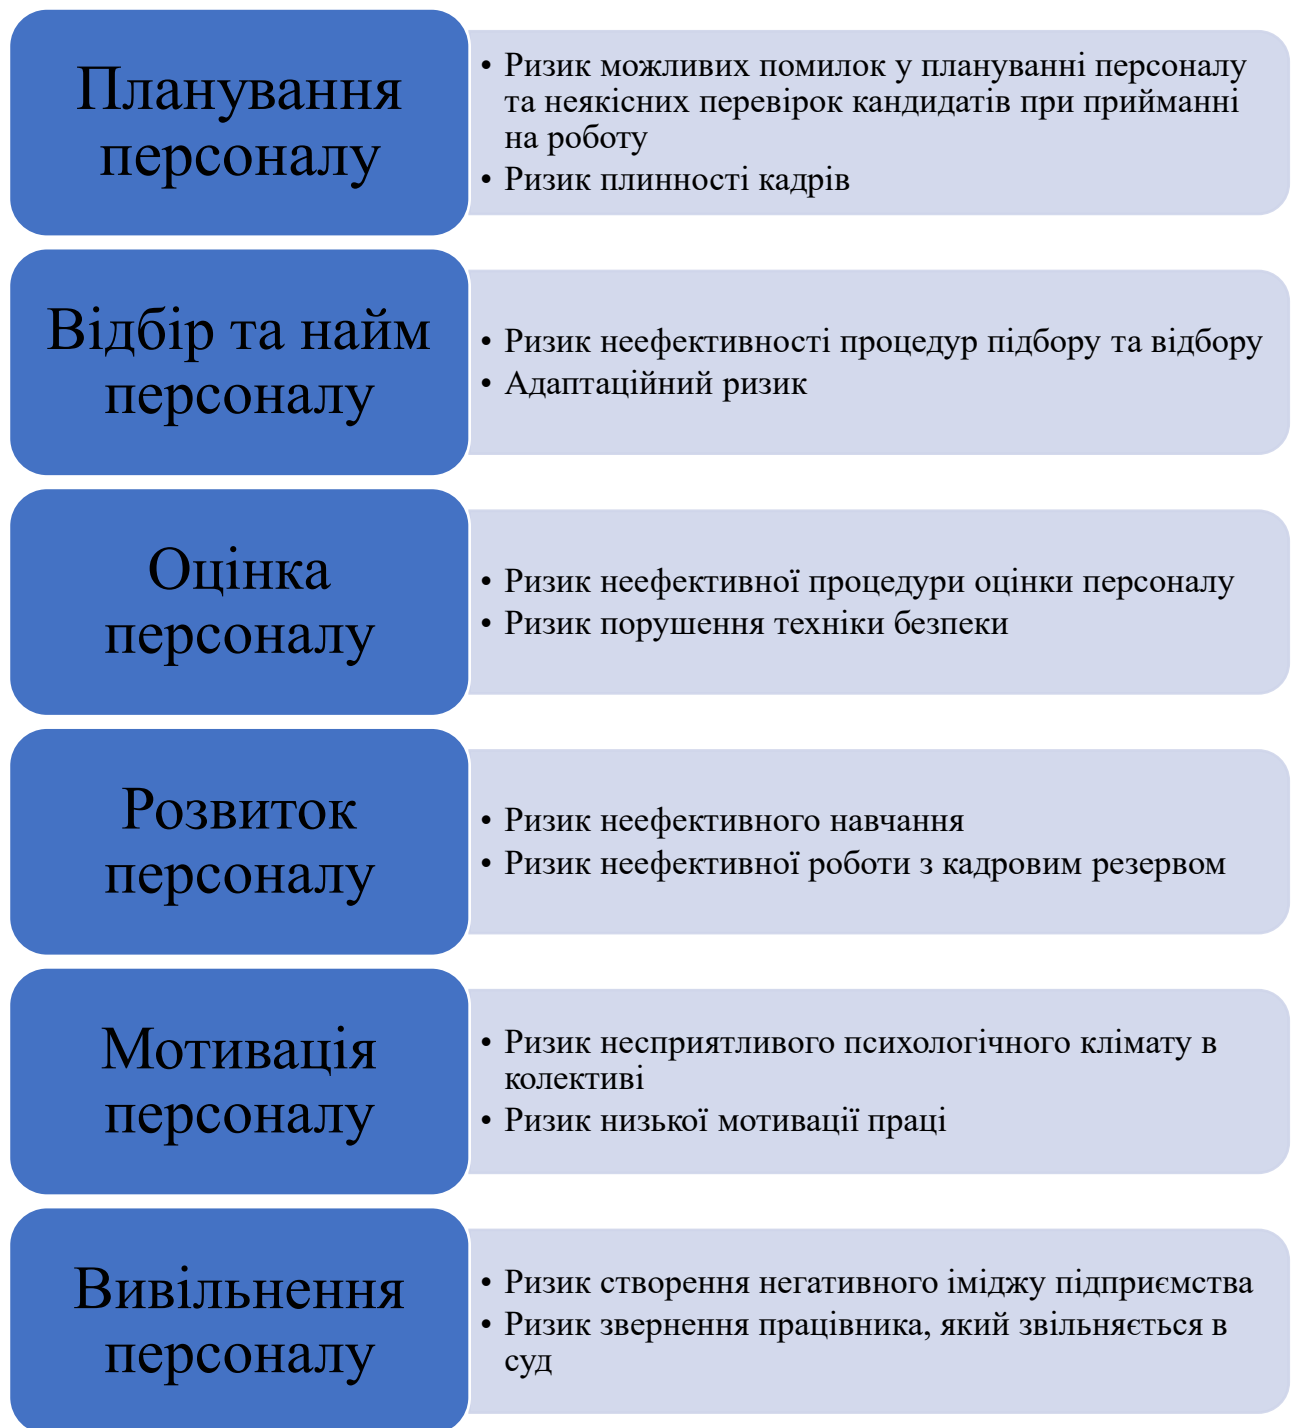 Планування
персоналу
• Ризик можливих помилок у плануванні персоналу
та неякісних перевірок кандидатів при прийманні
на роботу
• Ризик плинності кадрів
Відбір та найм
персоналу
• Ризик неефективності процедур підбору та відбору
• Адаптаційний ризик
Оцінка
персоналу
• Ризик неефективної процедури оцінки персоналу
• Ризик порушення техніки безпеки
Розвиток
персоналу
• Ризик неефективного навчання
• Ризик неефективної роботи з кадровим резервом
Мотивація
персоналу
• Ризик несприятливого психологічного клімату в
колективі
• Ризик низької мотивації праці
Вивільнення
персоналу
• Ризик створення негативного іміджу підприємства
• Ризик звернення працівника, який звільняється в
суд